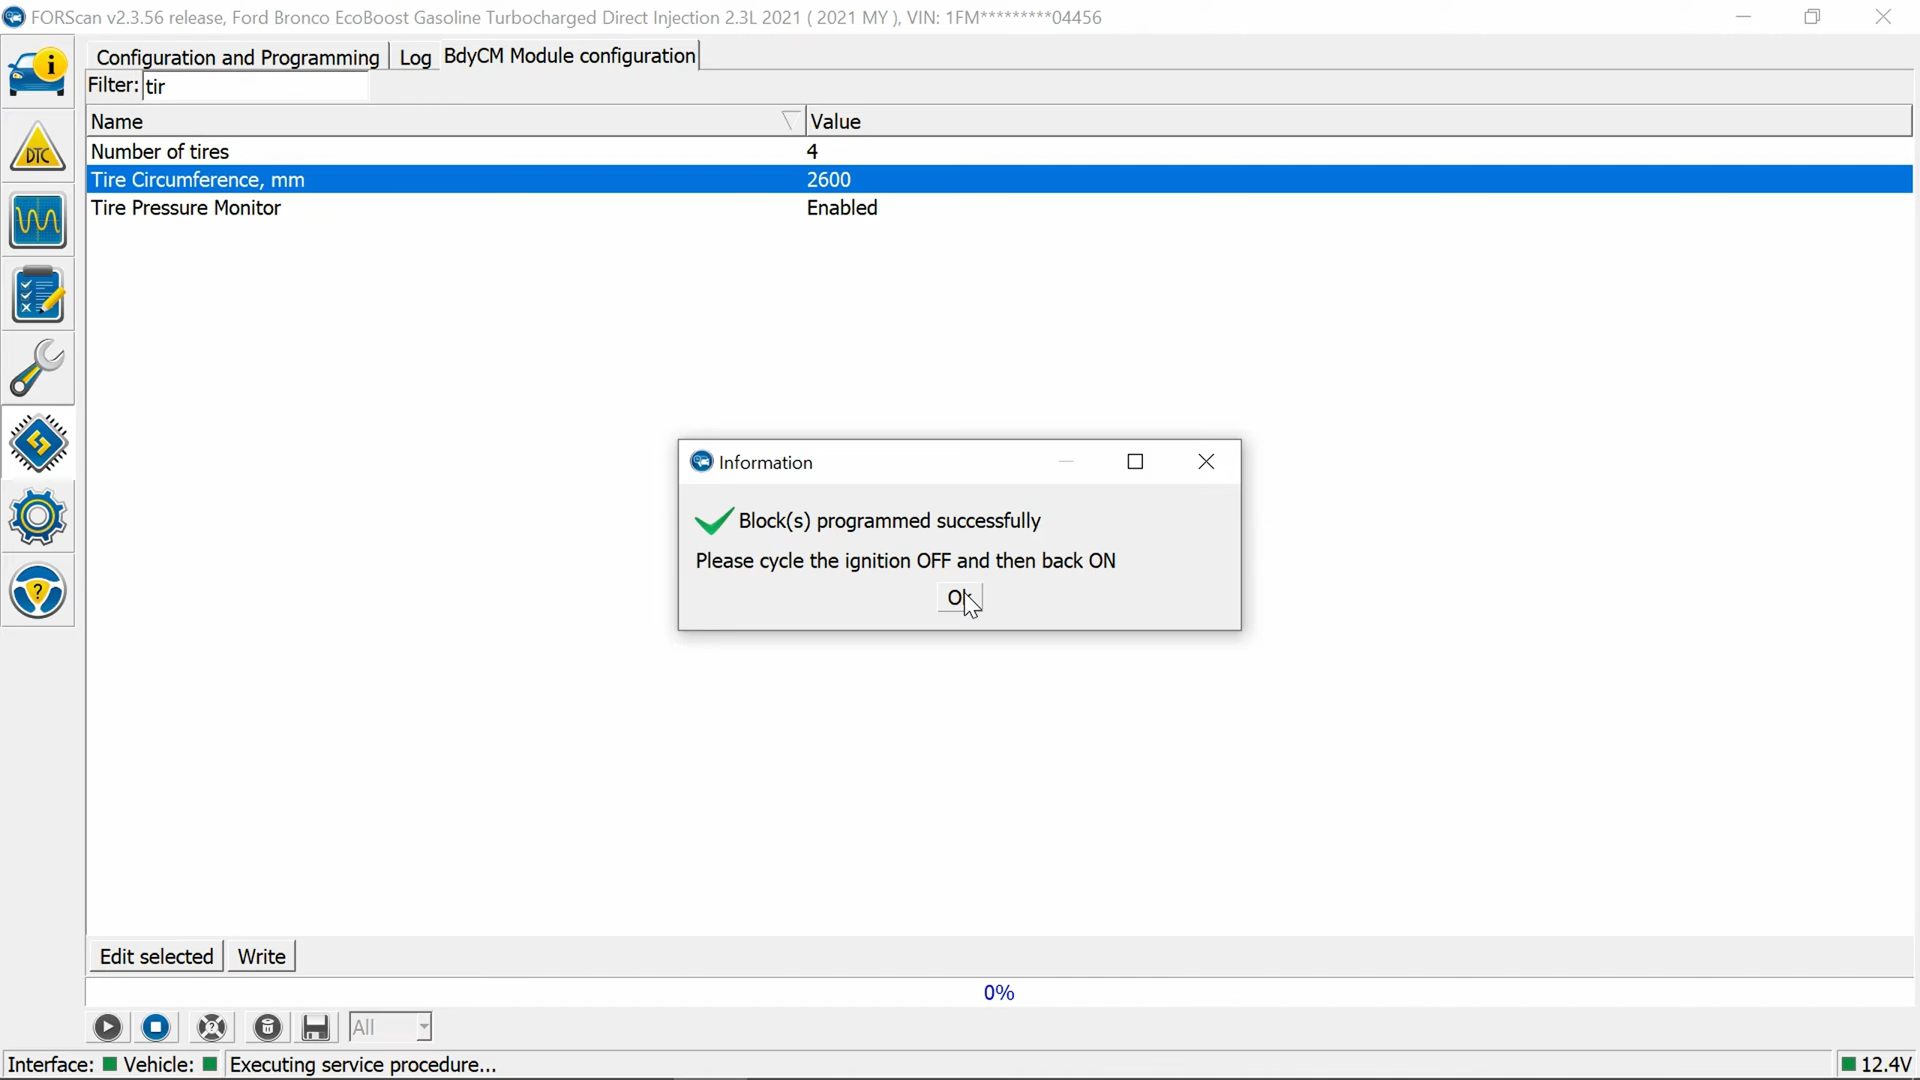 FORScan v2.3.56 release, Ford Bronco EcoBoost Gasoline Turbocharged Direct Injection 2.3L 2021 ( 2021 MY ), VIN: 1FM*********04456
Configuration and Programming Log BdyCM Module configuration
Filter: tir
Name Value
Number of tires 4
Tire Circumference, mm 2600
Tire Pressure Monitor Enabled
DTC
Information
Block(s) programmed successfully
Please cycle the ignition OFF and then back ON
Ok
Edit selected Write
0%
All
Interface: Vehicle: Executing service procedure... 12.4V